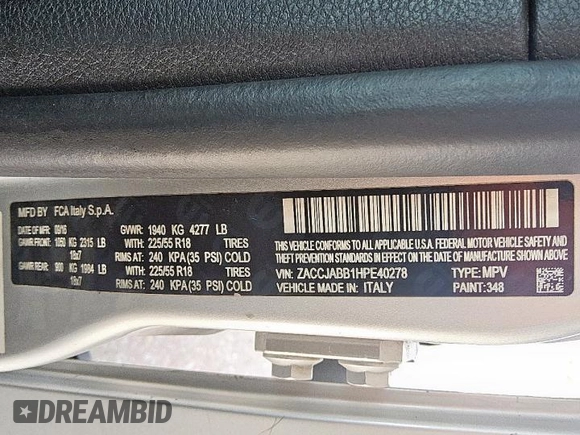 MFD BY FCA Italy S.p.A.
DATE OF MFR 09/16 GVWR: 1940 KG 4277 LB
GAWR FRONT: 1050 KG 2315 LB WITH: 225/55 R18 TIRES
18x7 RIMS AT: 240 KPA (35 PSI) COLD
GAWR REAR: 900 KG 1984 LB WITH: 225/55 R18 TIRES
18x7 RIMS AT: 240 KPA (35 PSI) COLD
THIS VEHICLE CONFORMS TO ALL APPLICABLE U.S.A. FEDERAL MOTOR VEHICLE SAFETY,
BUMPER, AND THEFT PREVENTION STANDARDS IN EFFECT ON THE DATE OF MANUFACTURE SHOWN ABOVE.
VIN: ZACCJABB1HPE40278 TYPE: MPV
VEHICLE MADE IN: ITALY PAINT: 348
DREAMBID